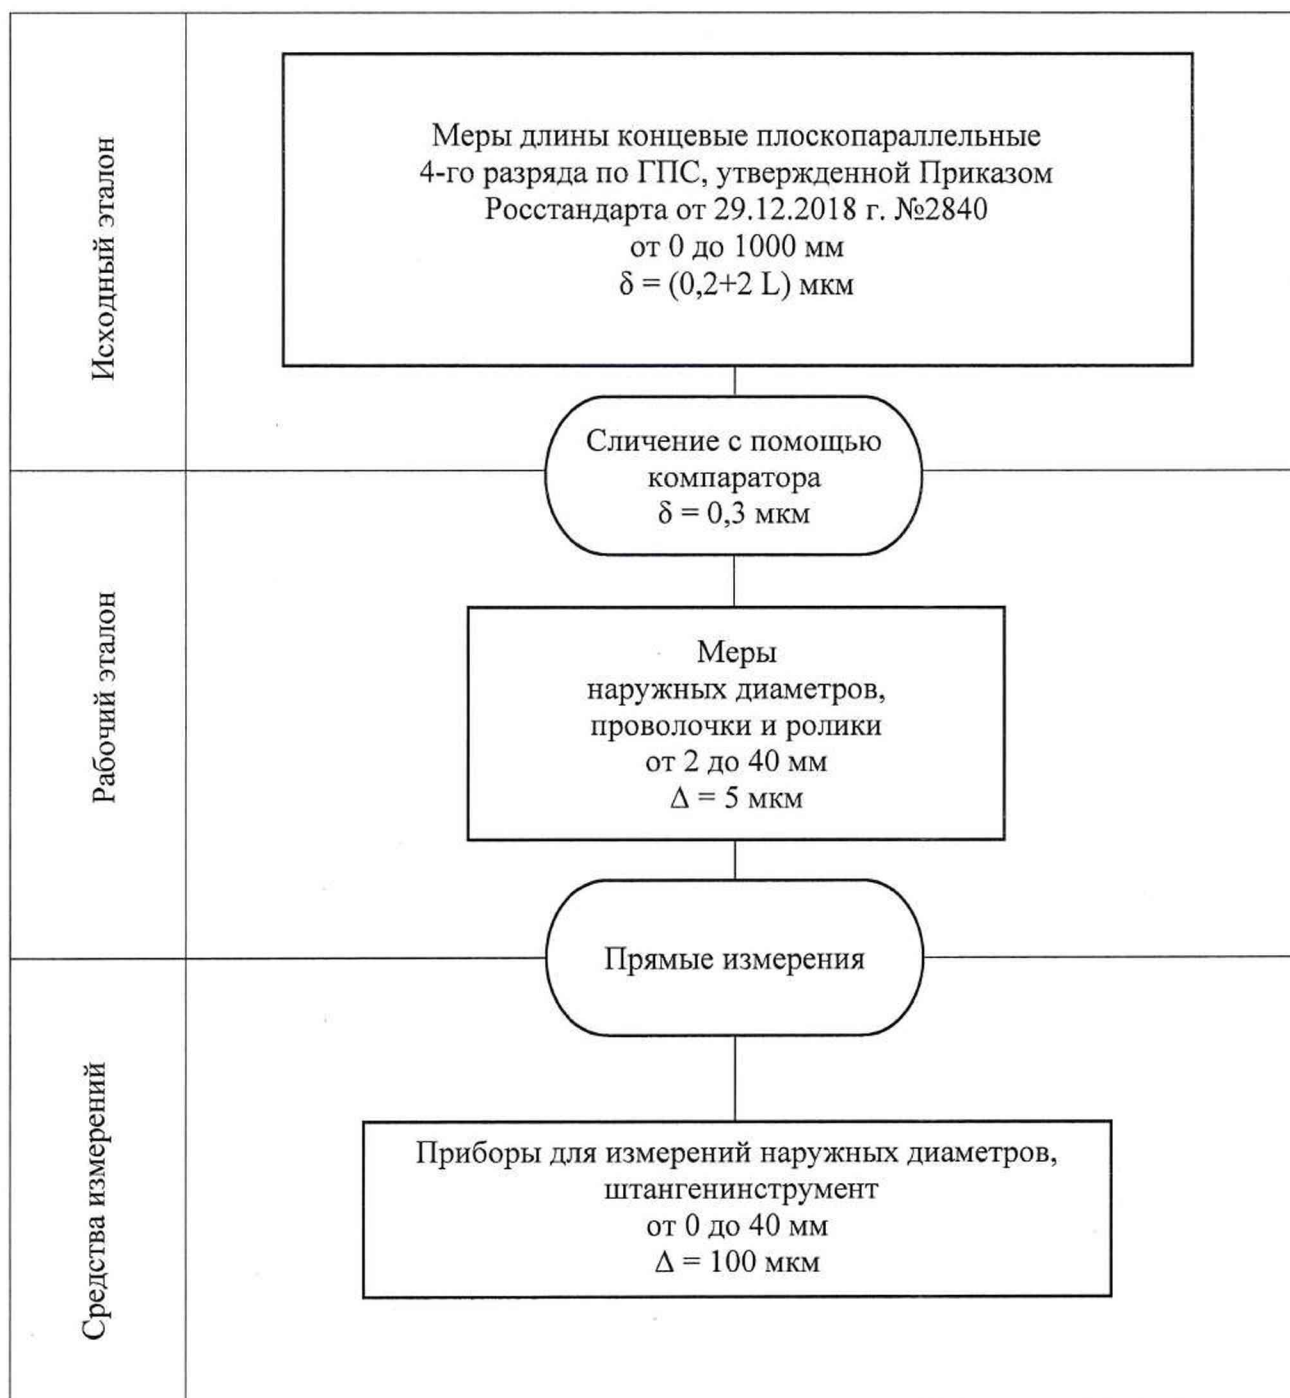 Исходный эталон
Меры длины концевые плоскопараллельные
4-го разряда по ГПС, утвержденной Приказом
Росстандарта от 29.12.2018 г. №2840
от 0 до 1000 мм
δ = (0,2+2 L) мкм
Сличение с помощью
компаратора
δ = 0,3 мкм
Рабочий эталон
Меры
наружных диаметров,
проволочки и ролики
от 2 до 40 мм
Δ = 5 мкм
Прямые измерения
Средства измерений
Приборы для измерений наружных диаметров,
штангенинструмент
от 0 до 40 мм
Δ = 100 мкм